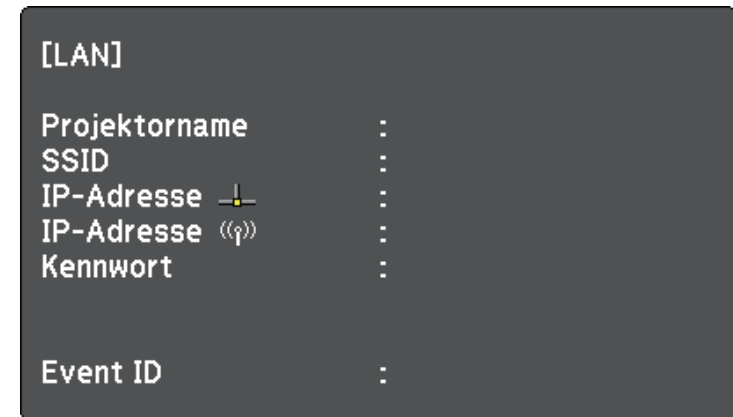 [LAN]
Projektorname :
SSID :
IP-Adresse :
IP-Adresse :
Kennwort :
Event ID :